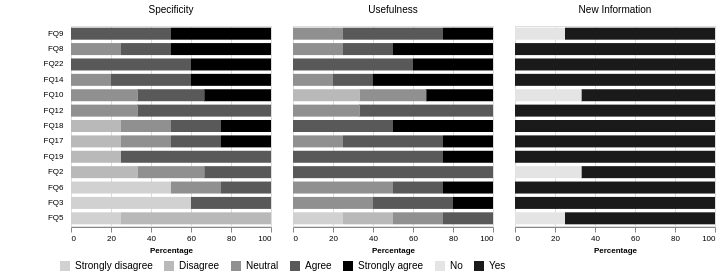 Specificity Usefulness New Information
FQ9
FQ8
FQ22
FQ14
FQ10
FQ12
FQ18
FQ17
FQ19
FQ2
FQ6
FQ3
FQ5
0 20 40 60 80 100 0 20 40 60 80 100 0 20 40 60 80 100
Percentage Percentage Percentage
Strongly disagree Disagree Neutral Agree Strongly agree No Yes